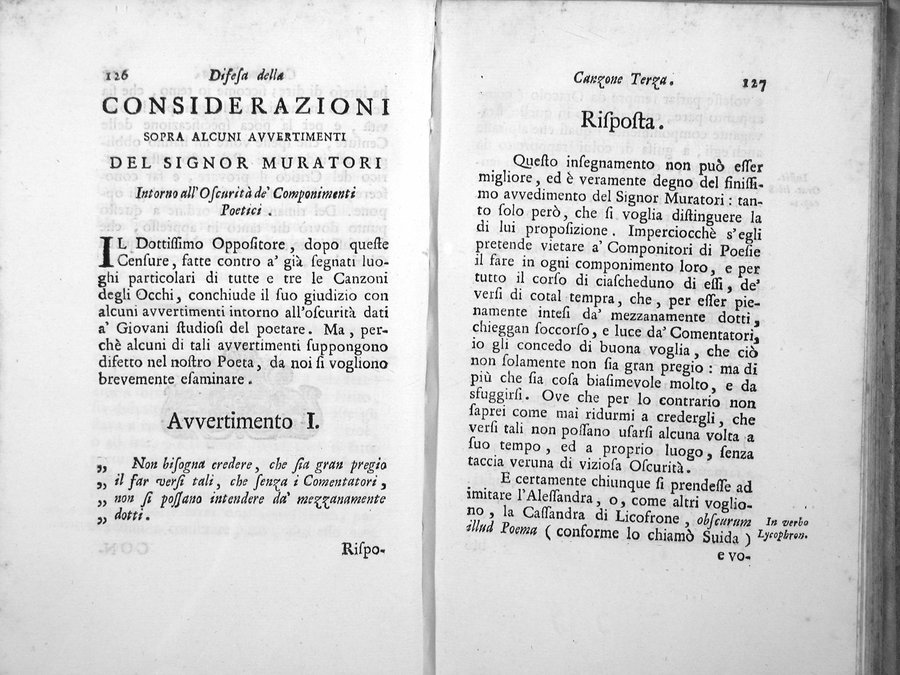 126 Difeſa della
CONSIDERAZIONI
SOPRA ALCUNI AVVERTIMENTI
DEL SIGNOR MURATORI
Intorno all'Oſcurità de' Componimenti
Poetici.
IL Dottiſſimo Oppoſitore, dopo queſte
Cenſure, fatte contro a' già ſegnati luo-
ghi particolari di tutte e tre le Canzoni
degli Occhi, conchiude il ſuo giudizio con
alcuni avvertimenti intorno all'oſcurità dati
a' Giovani ſtudioſi del poetare. Ma, per-
chè alcuni di tali avvertimenti ſuppongono
difetto nel noſtro Poeta, da noi ſi vogliono
brevemente eſaminare.
Avvertimento I.
„ Non biſogna credere, che ſia gran pregio
„ il far verſi tali, che ſenza i Comentatori,
„ non ſi poſſano intendere da' mezzanamente
„ dotti.
Riſpo-
Canzone Terza. 127
Riſpoſta.
Queſto inſegnamento non può eſſer
migliore, ed è veramente degno del finiſſi-
mo avvedimento del Signor Muratori: tan-
to ſolo però, che ſi voglia diſtinguere la
di lui propoſizione. Imperciocchè s'egli
pretende vietare a' Componitori di Poeſie
il fare in ogni componimento loro, e per
tutto il corſo di ciaſcheduno di eſſi, de'
verſi di cotal tempra, che, per eſſer pie-
namente inteſi da' mezzanamente dotti,
chieggan ſoccorſo, e luce da' Comentatori,
io gli concedo di buona voglia, che ciò
non ſolamente non ſia gran pregio: ma di
più che ſia coſa biaſimevole molto, e da
sfuggirſi. Ove che per lo contrario non
ſaprei come mai ridurmi a credergli, che
verſi tali non poſſano uſarſi alcuna volta a
ſuo tempo, ed a proprio luogo, ſenza
taccia veruna di vizioſa Oſcurità.
E certamente chiunque ſi prendeſſe ad
imitare l'Aleſſandra, o, come altri voglio-
no, la Caſſandra di Licofrone, obſcurum
illud Poema (conforme lo chiamò Suida)
In verbo
Lycophron.
e vo-